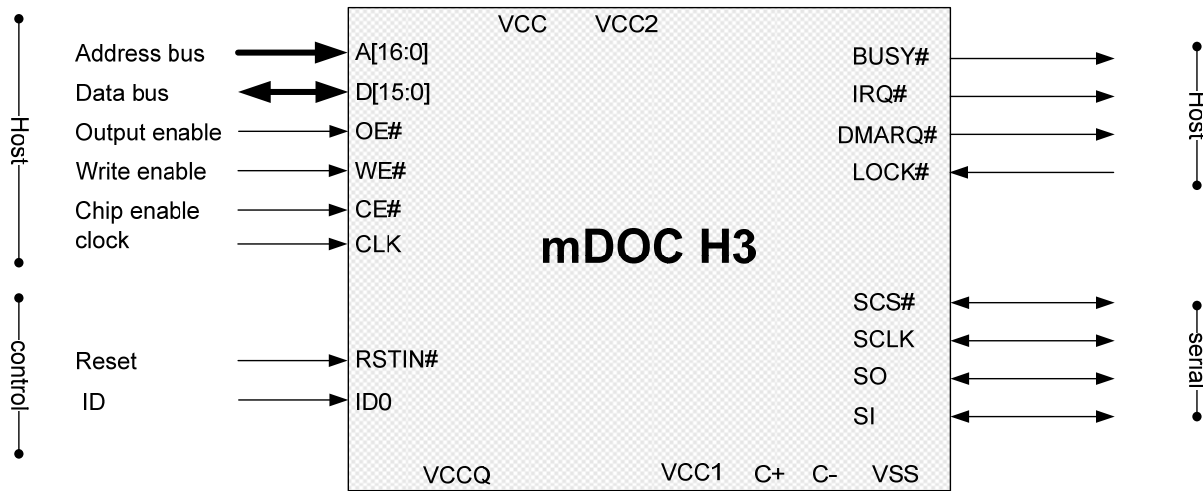 VCC VCC2
Address bus A[16:0] BUSY#
Data bus D[15:0] IRQ#
Output enable OE# DMARQ#
Write enable WE# LOCK#
Chip enable CE#
clock CLK
Host
Host
mDOC H3
SCS#
SCLK
Reset RSTIN# SO
ID ID0 SI
control
serial
VCCQ VCC1 C+ C- VSS